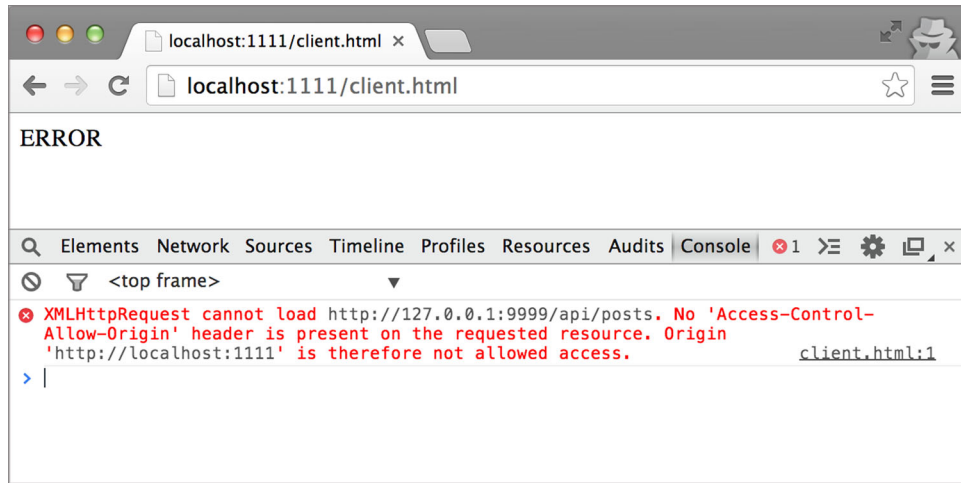 localhost:1111/client.html ×
localhost:1111/client.html
ERROR
Elements Network Sources Timeline Profiles Resources Audits Console 1
<top frame>
XMLHttpRequest cannot load http://127.0.0.1:9999/api/posts. No 'Access-Control-
Allow-Origin' header is present on the requested resource. Origin
'http://localhost:1111' is therefore not allowed access. client.html:1
>